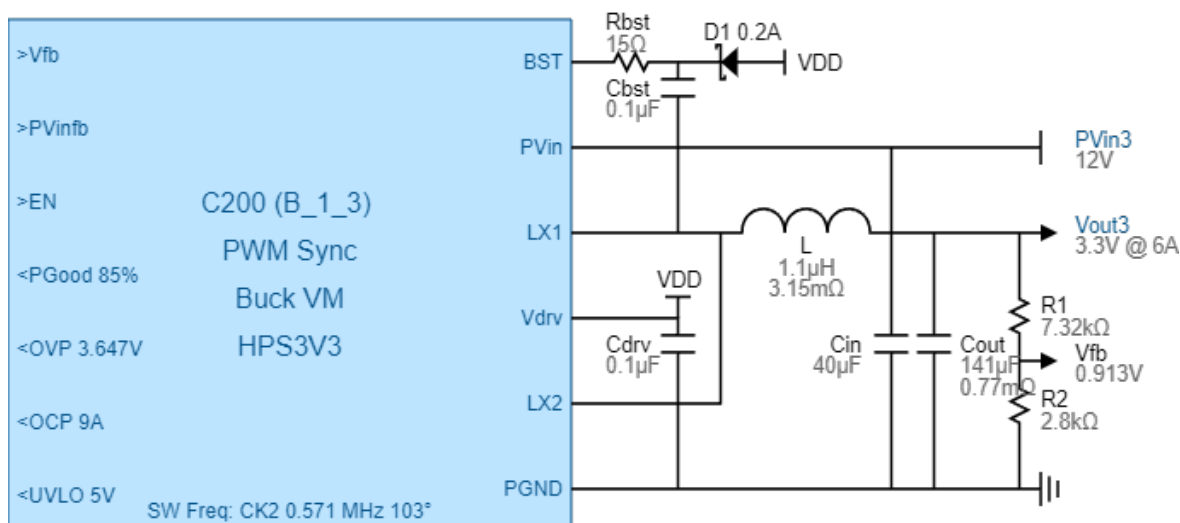 >Vfb
>PVinfb
>EN
<PGood 85%
<OVP 3.647V
<OCP 9A
<UVLO 5V
C200 (B_1_3)
PWM Sync
Buck VM
HPS3V3
SW Freq: CK2 0.571 MHz 103°
BST
PVin
LX1
Vdrv
LX2
PGND
Rbst
15Ω
D1 0.2A
VDD
Cbst
0.1µF
PVin3
12V
Vout3
3.3V @ 6A
L
1.1µH
3.15mΩ
VDD
Cdrv
0.1µF
Cin
40µF
Cout
141µF
0.77mΩ
R1
7.32kΩ
Vfb
0.913V
R2
2.8kΩ